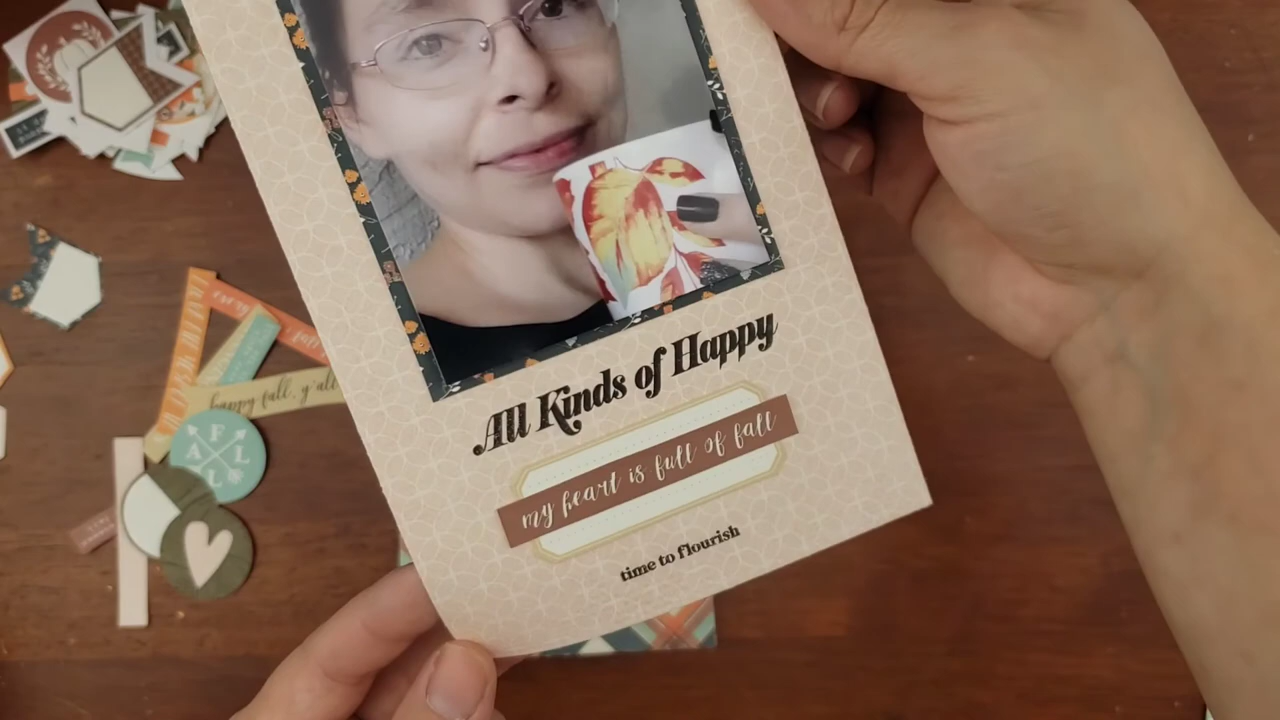 All Kinds of Happy
my heart is full of fall
time to flourish
happy fall, y'all
F
A L
L